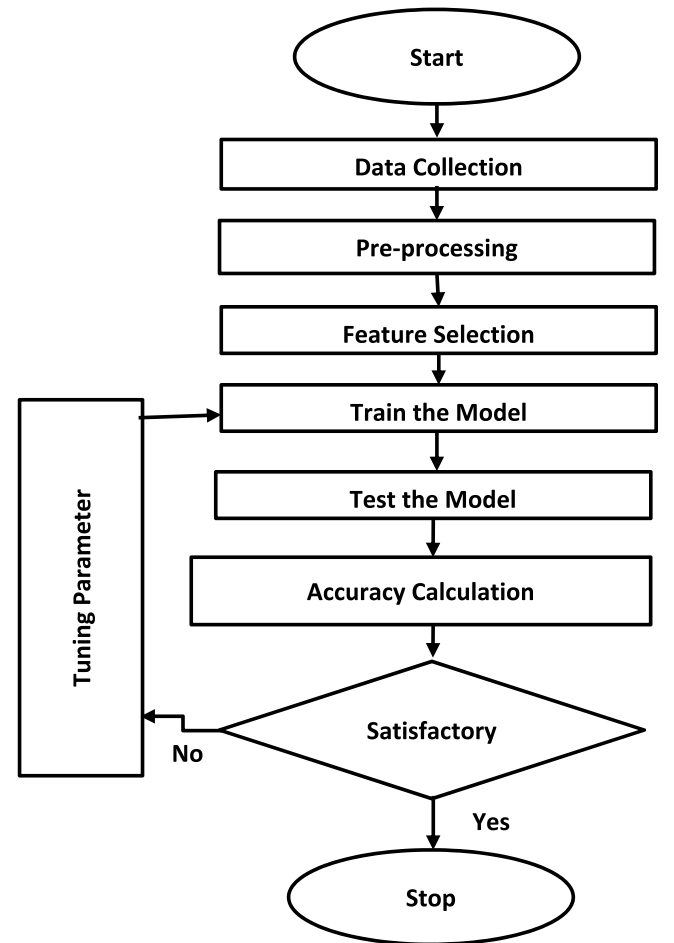 Start
Data Collection
Pre-processing
Feature Selection
Train the Model
Test the Model
Accuracy Calculation
Tuning Parameter
Satisfactory
No
Yes
Stop